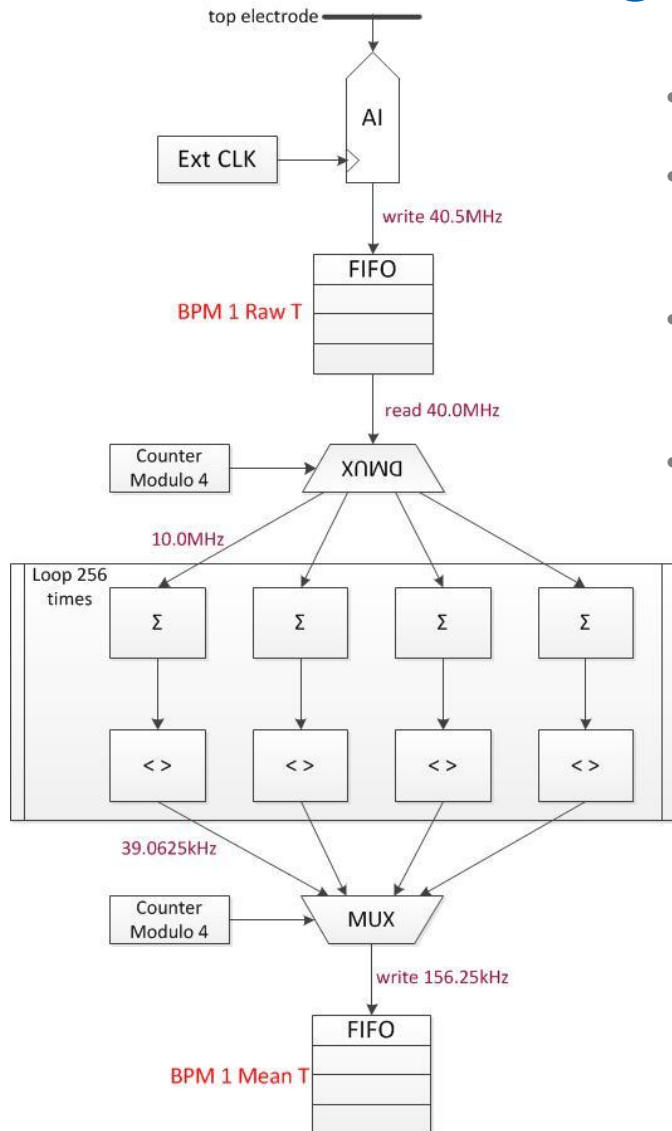 top electrode
AI
Ext CLK
write 40.5MHz
FIFO
BPM 1 Raw T
read 40.0MHz
Counter
Modulo 4
DMUX
10.0MHz
Loop 256
times
Σ
Σ
Σ
Σ
< >
< >
< >
< >
39.0625kHz
Counter
Modulo 4
MUX
write 156.25kHz
FIFO
BPM 1 Mean T